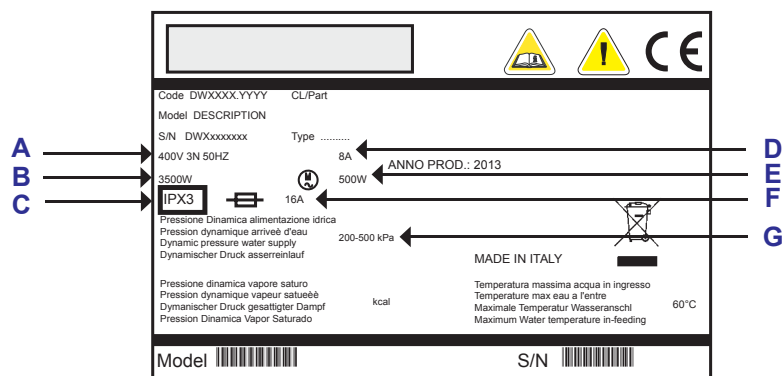 Code DWXXXX.YYYY CL/Part
Model DESCRIPTION
S/N DWXxxxxxx Type ..........
A 400V 3N 50HZ 8A D
ANNO PROD.: 2013
B 3500W M 500W E
C IPX3 16A F
Pressione Dinamica alimentazione idrica
Pression dynamique arriveè d'eau
Dynamic pressure water supply
Dynamischer Druck asserreinlauf
200-500 kPa G
MADE IN ITALY
Pressione dinamica vapore saturo
Pression dynamique vapeur satueèè
Dymanischer Druck gesattigter Dampf
Pression Dinamica Vapor Saturado
kcal
Temperatura massima acqua in ingresso
Temperature max eau a l'entre
Maximale Temperatur Wasseranschl
Maximum Water temperature in-feeding
60°C
Model S/N